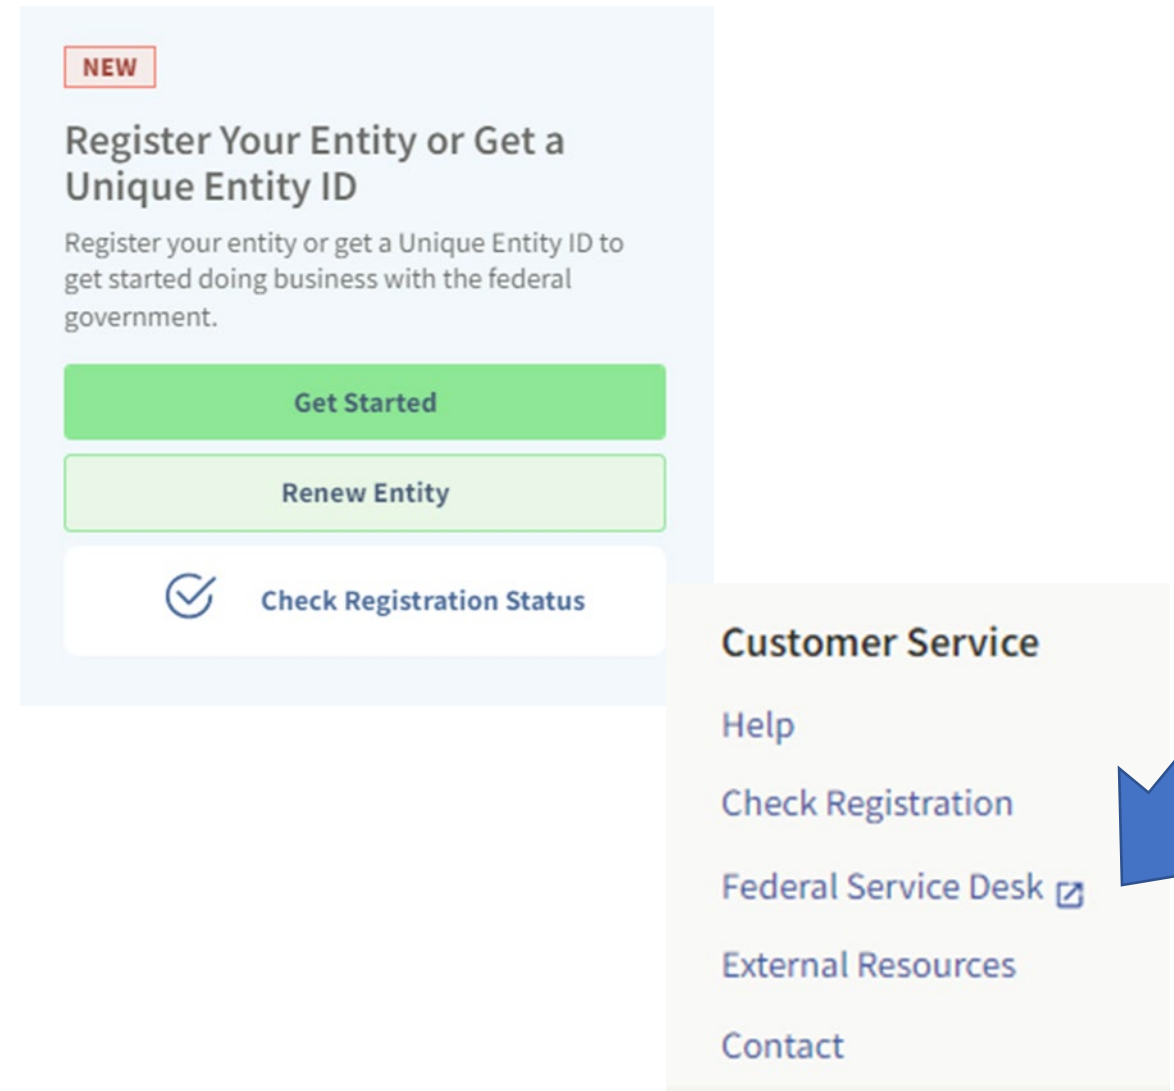 NEW
Register Your Entity or Get a
Unique Entity ID
Register your entity or get a Unique Entity ID to
get started doing business with the federal
government.
Get Started
Renew Entity
Check Registration Status
Customer Service
Help
Check Registration
Federal Service Desk
External Resources
Contact